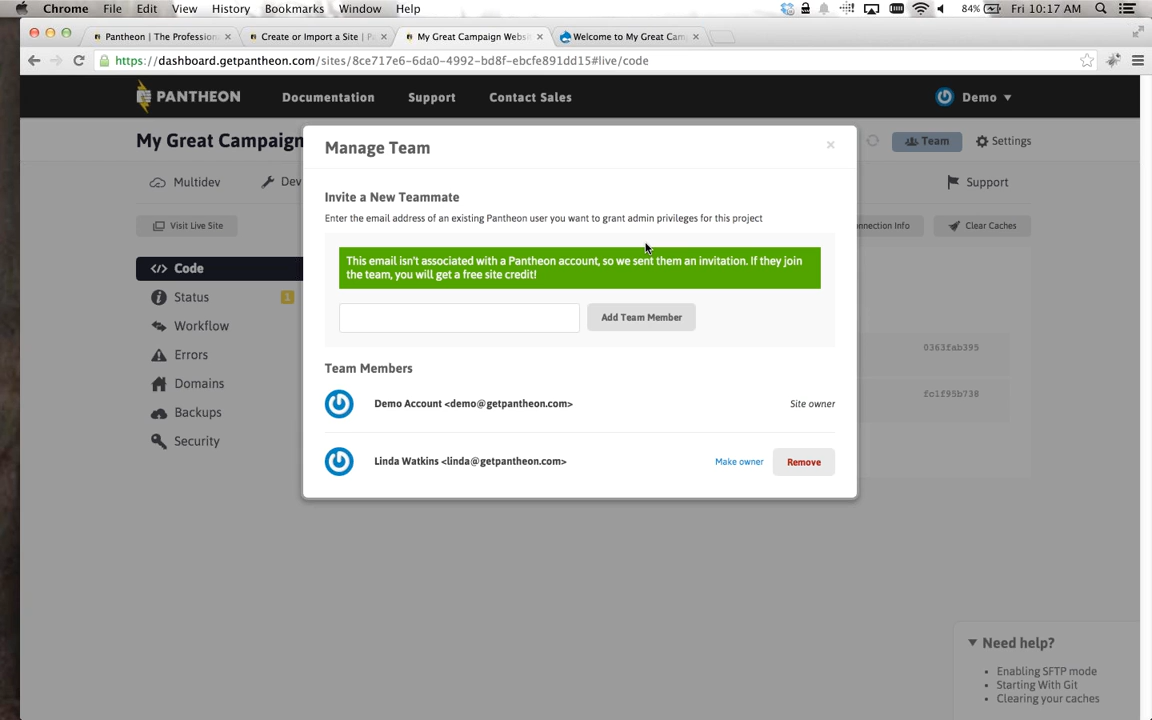 Chrome File Edit View History Bookmarks Window Help 84% Fri 10:17 AM
Pantheon | The Profession
Create or Import a Site | P
My Great Campaign Websi
Welcome to My Great Cam
https://dashboard.getpantheon.com/sites/8ce717e6-6da0-4992-bd8f-ebcfe891dd15#live/code
PANTHEON Documentation Support Contact Sales Demo
My Great Campaign Team Settings
Multidev Dev Support
Visit Live Site nnection Info Clear Caches
Code
Status 1
Workflow
Errors
Domains
Backups
Security
0363fab395
fc1f95b738
Manage Team ×
Invite a New Teammate
Enter the email address of an existing Pantheon user you want to grant admin privileges for this project
This email isn't associated with a Pantheon account, so we sent them an invitation. If they join
the team, you will get a free site credit!
Add Team Member
Team Members
Demo Account <demo@getpantheon.com> Site owner
Linda Watkins <linda@getpantheon.com> Make owner Remove
Need help?
Enabling SFTP mode
Starting With Git
Clearing your caches